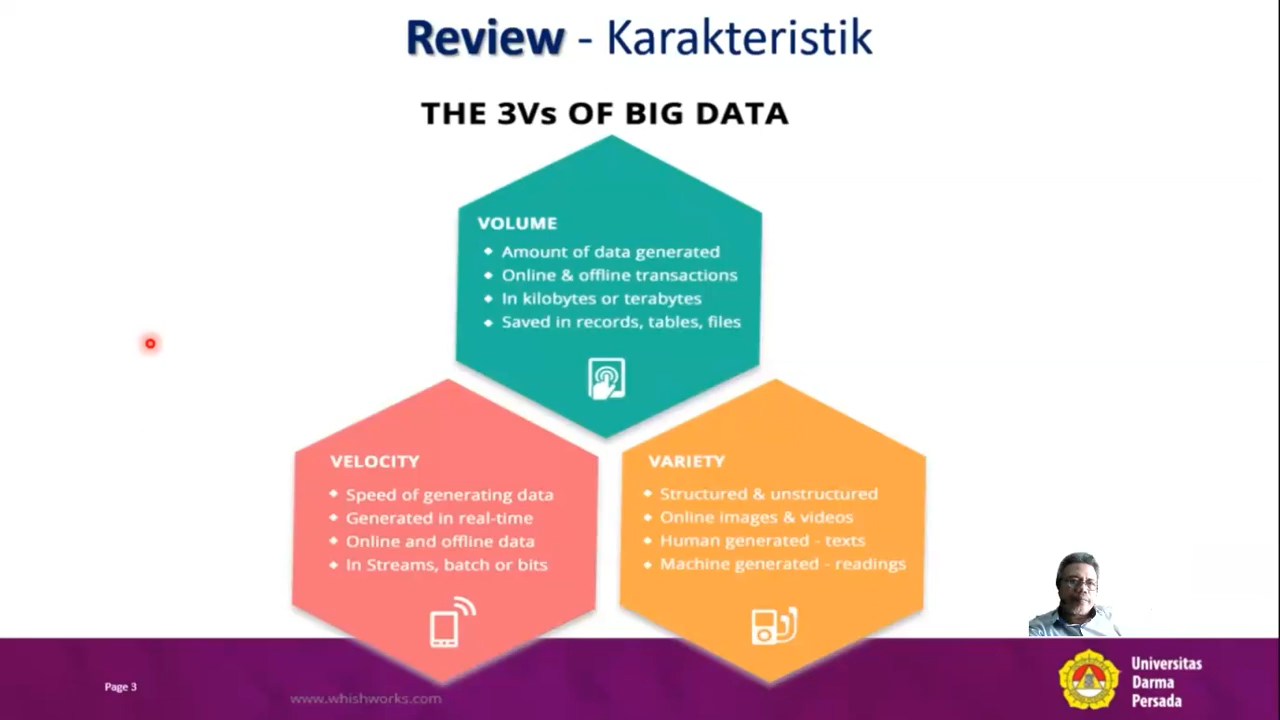 Review - Karakteristik
THE 3Vs OF BIG DATA
VOLUME
Amount of data generated
Online & offline transactions
In kilobytes or terabytes
Saved in records, tables, files
VELOCITY
Speed of generating data
Generated in real-time
Online and offline data
In Streams, batch or bits
VARIETY
Structured & unstructured
Online images & videos
Human generated - texts
Machine generated - readings
Page 3
www.whishworks.com
Universitas
Darma
Persada